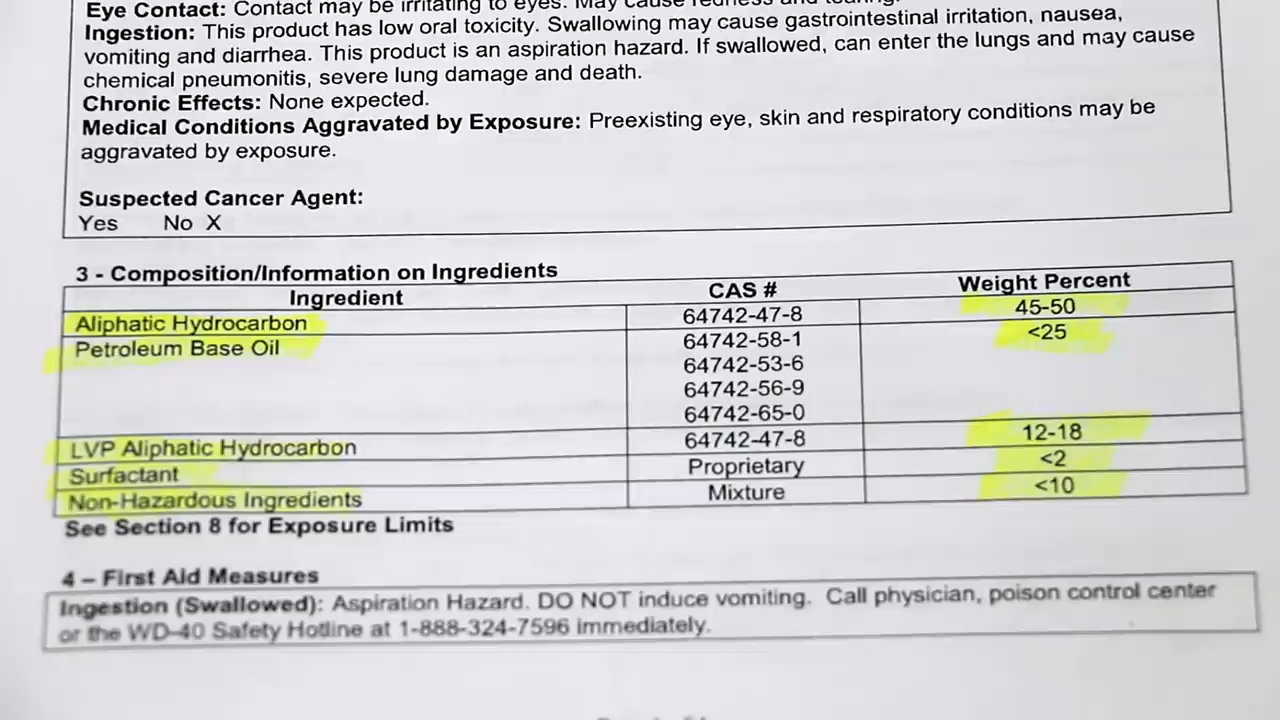 Eye Contact: Contact may be irritating to eyes. May cause redness and tearing.
Ingestion: This product has low oral toxicity. Swallowing may cause gastrointestinal irritation, nausea,
vomiting and diarrhea. This product is an aspiration hazard. If swallowed, can enter the lungs and may cause
chemical pneumonitis, severe lung damage and death.
Chronic Effects: None expected.
Medical Conditions Aggravated by Exposure: Preexisting eye, skin and respiratory conditions may be
aggravated by exposure.
Suspected Cancer Agent:
Yes No X
3 - Composition/Information on Ingredients
Ingredient CAS # Weight Percent
Aliphatic Hydrocarbon 64742-47-8 45-50
Petroleum Base Oil 64742-58-1 <25
64742-53-6
64742-56-9
64742-65-0
LVP Aliphatic Hydrocarbon 64742-47-8 12-18
Surfactant Proprietary <2
Non-Hazardous Ingredients Mixture <10
See Section 8 for Exposure Limits
4 – First Aid Measures
Ingestion (Swallowed): Aspiration Hazard. DO NOT induce vomiting. Call physician, poison control center
or the WD-40 Safety Hotline at 1-888-324-7596 immediately.